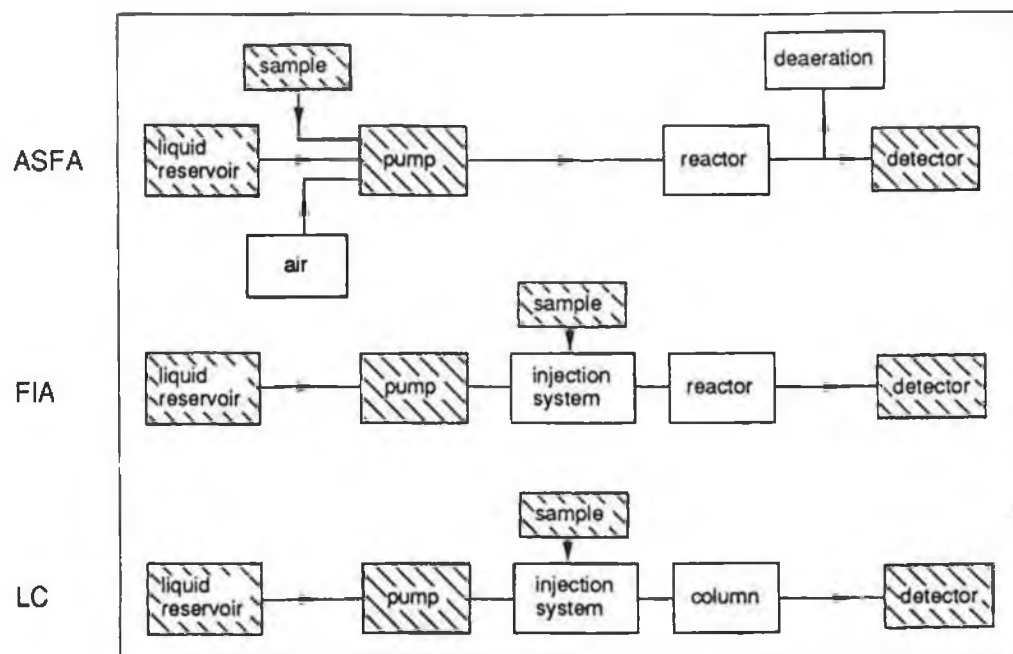 sample
deaeration
ASFA
liquid
reservoir
pump
reactor
detector
air
sample
FIA
liquid
reservoir
pump
injection
system
reactor
detector
sample
LC
liquid
reservoir
pump
injection
system
column
detector